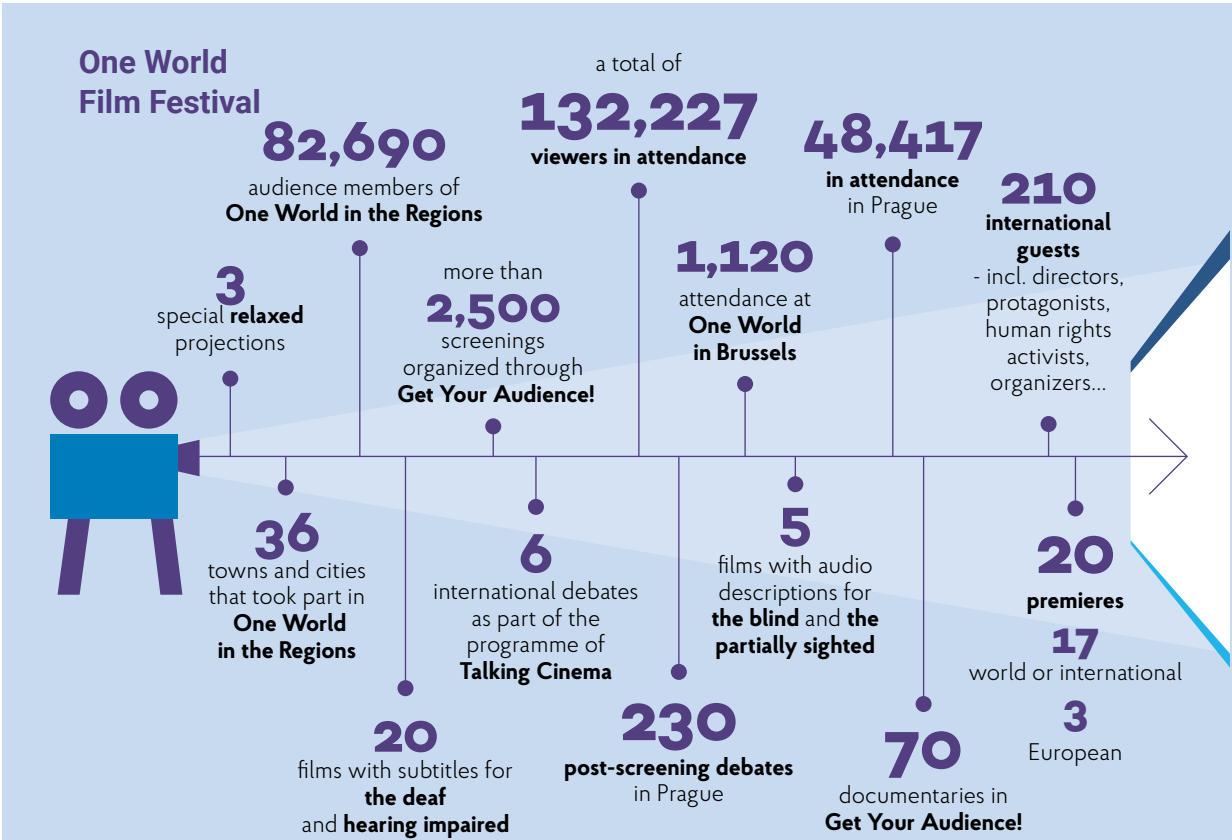 One World
Film Festival
82,690
audience members of
One World in the Regions
a total of
132,227
viewers in attendance
48,417
in attendance
in Prague
210
international
guests
- incl. directors,
protagonists,
human rights
activists,
organizers...
3
special relaxed
projections
more than
2,500
screenings
organized through
Get Your Audience!
1,120
attendance at
One World
in Brussels
36
towns and cities
that took part in
One World
in the Regions
6
international debates
as part of the
programme of
Talking Cinema
5
films with audio
descriptions for
the blind and the
partially sighted
20
premieres
17
world or international
3
European
20
films with subtitles for
the deaf
and hearing impaired
230
post-screening debates
in Prague
70
documentaries in
Get Your Audience!